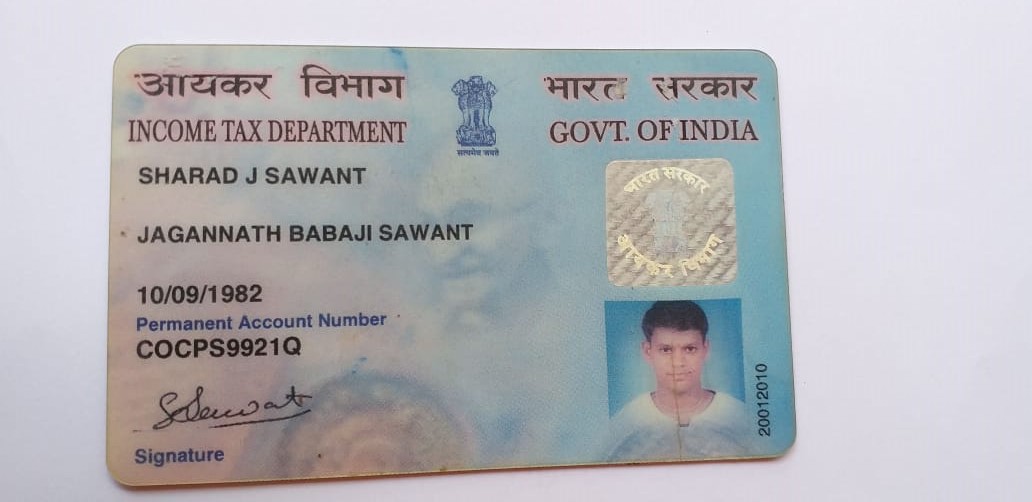 आयकर विभाग भारत सरकार
INCOME TAX DEPARTMENT GOVT. OF INDIA
सत्यमेव जयते
SHARAD J SAWANT
भारत सरकार
आयकर विभाग
JAGANNATH BABAJI SAWANT
10/09/1982
Permanent Account Number
COCPS9921Q
SSawant
Signature
20012010